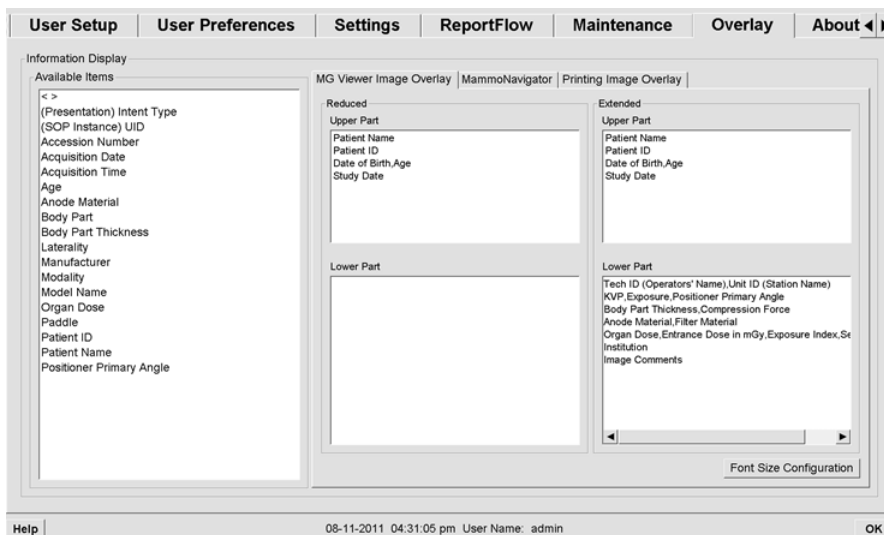 User Setup
User Preferences
Settings
ReportFlow
Maintenance
Overlay
About
Information Display
Available Items
< >
(Presentation) Intent Type
(SOP Instance) UID
Accession Number
Acquisition Date
Acquisition Time
Age
Anode Material
Body Part
Body Part Thickness
Laterality
Manufacturer
Modality
Model Name
Organ Dose
Paddle
Patient ID
Patient Name
Positioner Primary Angle
MG Viewer Image Overlay
MammoNavigator
Printing Image Overlay
Reduced
Upper Part
Patient Name
Patient ID
Date of Birth,Age
Study Date
Lower Part
Extended
Upper Part
Patient Name
Patient ID
Date of Birth,Age
Study Date
Lower Part
Tech ID (Operators' Name),Unit ID (Station Name)
KVP,Exposure,Positioner Primary Angle
Body Part Thickness,Compression Force
Anode Material,Filter Material
Organ Dose,Entrance Dose in mGy,Exposure Index,Se
Institution
Image Comments
Font Size Configuration
Help
08-11-2011 04:31:05 pm User Name: admin
OK